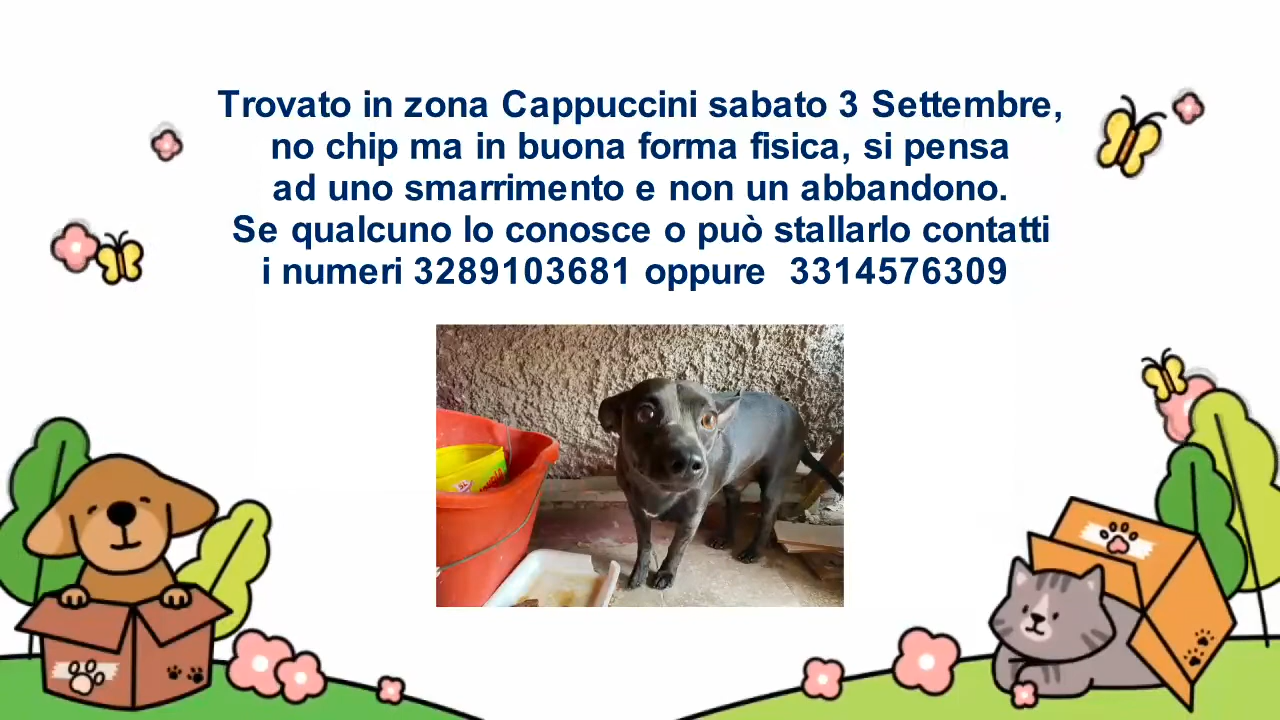 Trovato in zona Cappuccini sabato 3 Settembre,
no chip ma in buona forma fisica, si pensa
ad uno smarrimento e non un abbandono.
Se qualcuno lo conosce o può stallarlo contatti
i numeri 3289103681 oppure 3314576309